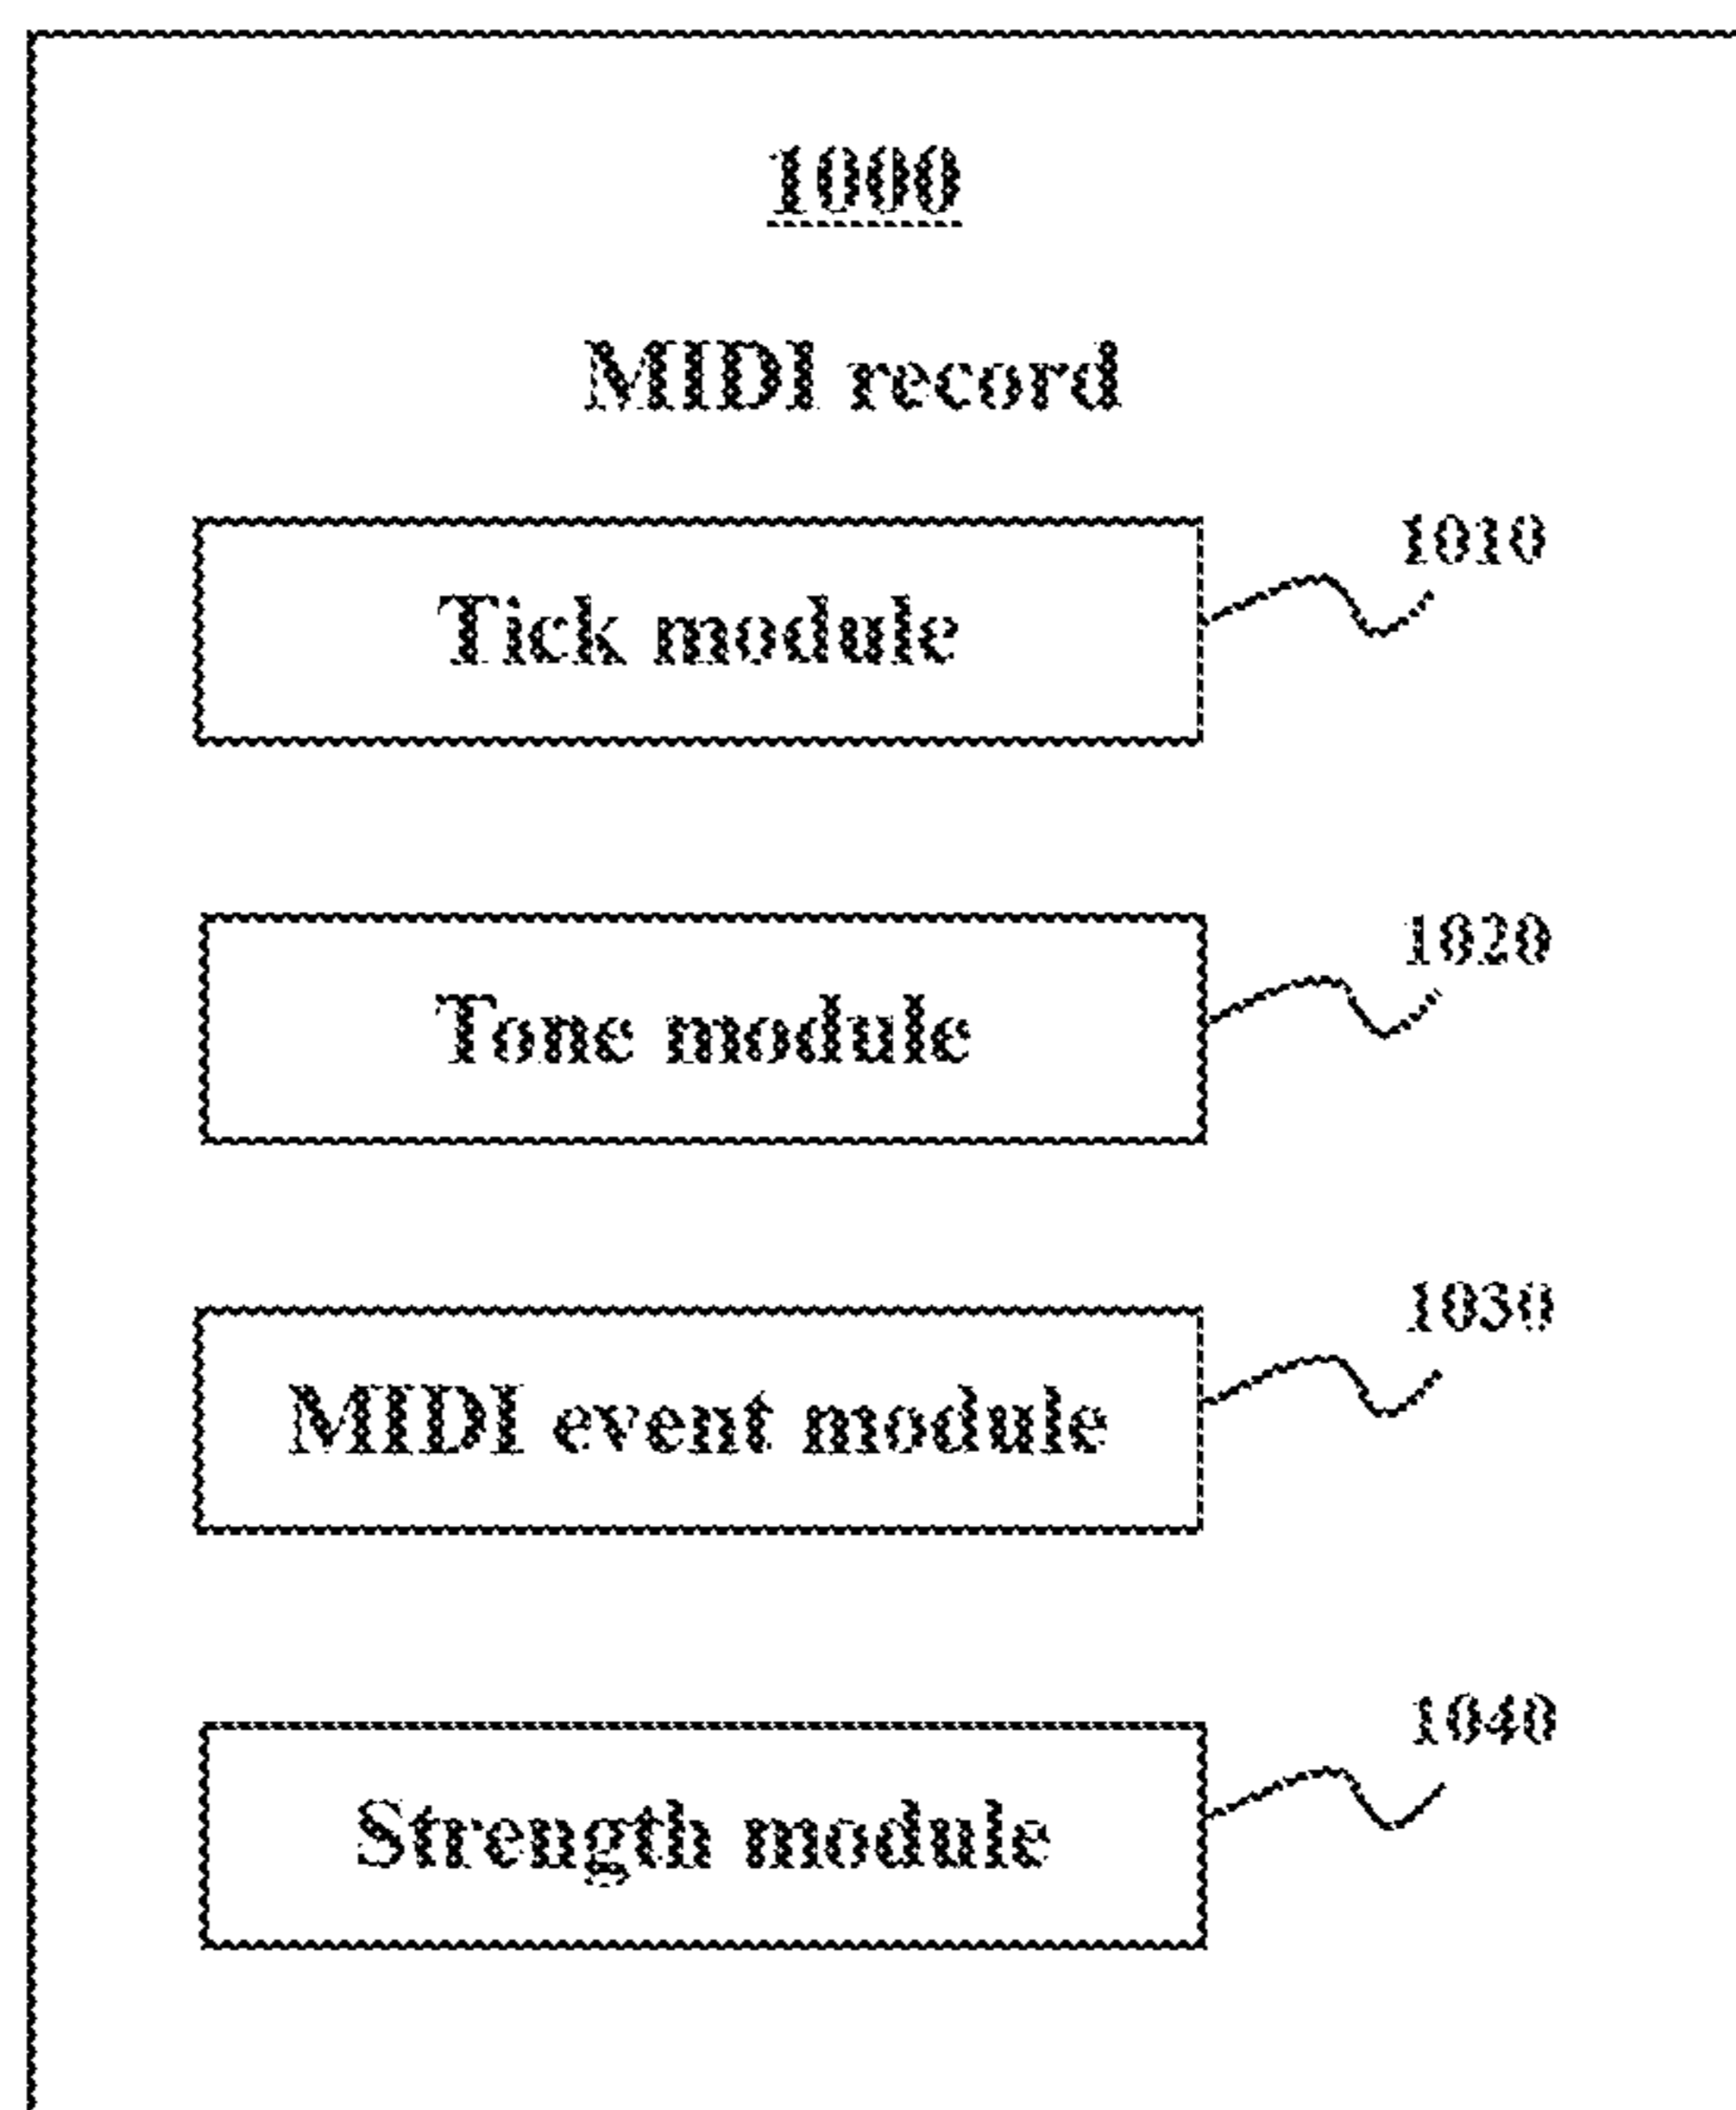 1000
MIDI record
1010
Tick module
1020
Tone module
1030
MIDI event module
1040
Strength module